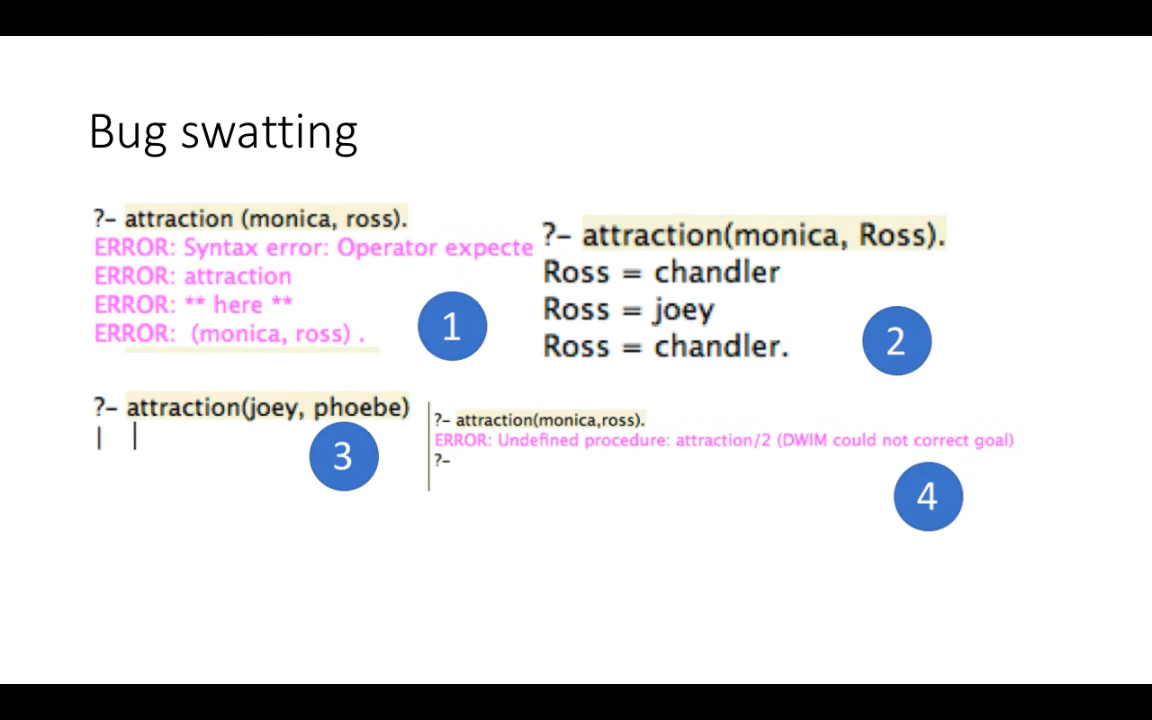 Bug swatting
?- attraction (monica, ross).
ERROR: Syntax error: Operator expecte
ERROR: attraction
ERROR: ** here **
ERROR:  (monica, ross) .
1
?- attraction(monica, Ross).
Ross = chandler
Ross = joey
Ross = chandler.
2
?- attraction(joey, phoebe)
|
3
?- attraction(monica,ross).
ERROR: Undefined procedure: attraction/2 (DWIM could not correct goal)
?-
4